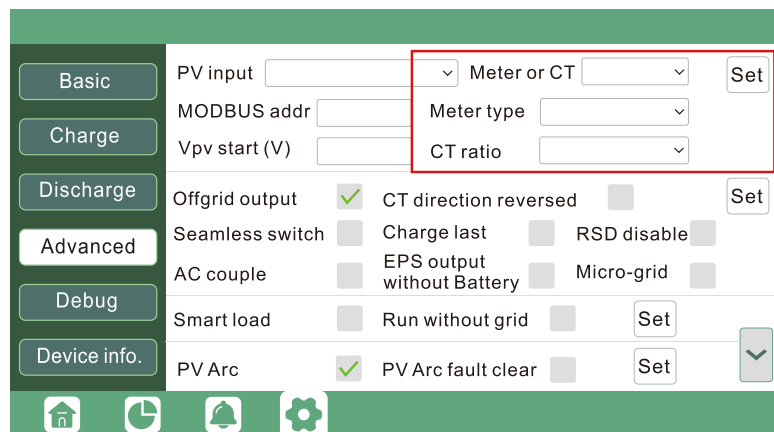 Basic
Charge
Discharge
Advanced
Debug
Device info.
PV input
Meter or CT
Set
MODBUS addr
Meter type
Vpv start (V)
CT ratio
Offgrid output
CT direction reversed
Set
Seamless switch
Charge last
RSD disable
AC couple
EPS output
without Battery
Micro-grid
Smart load
Run without grid
Set
PV Arc
PV Arc fault clear
Set